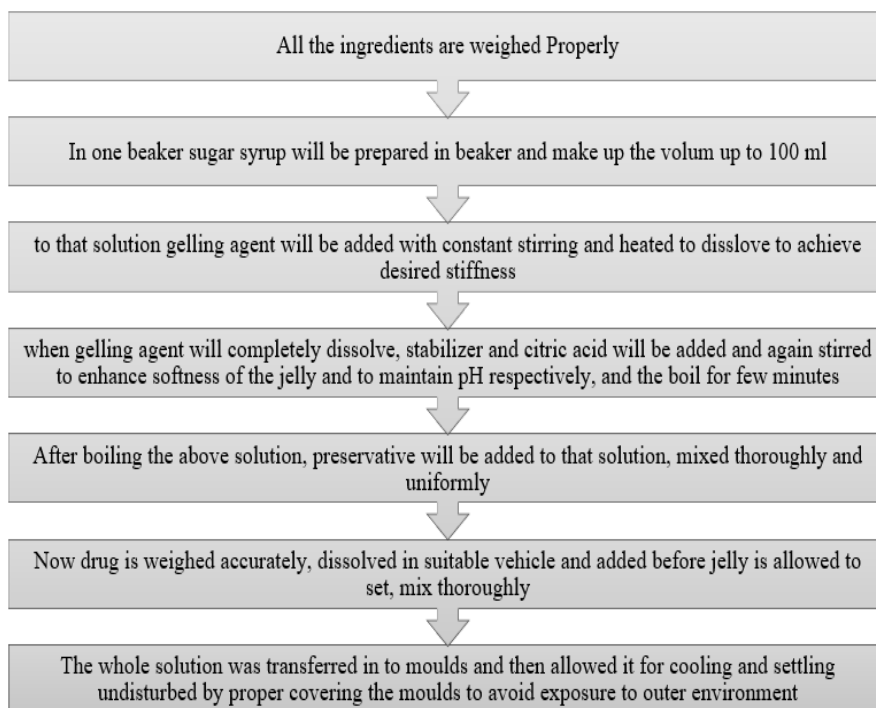 All the ingredients are weighed Properly
In one beaker sugar syrup will be prepared in beaker and make up the volum up to 100 ml
to that solution gelling agent will be added with constant stirring and heated to disslove to achieve
desired stiffness
when gelling agent will completely dissolve, stabilizer and citric acid will be added and again stirred
to enhance softness of the jelly and to maintain pH respectively, and the boil for few minutes
After boiling the above solution, preservative will be added to that solution, mixed thoroughly and
uniformly
Now drug is weighed accurately, dissolved in suitable vehicle and added before jelly is allowed to
set, mix thoroughly
The whole solution was transferred in to moulds and then allowed it for cooling and settling
undisturbed by proper covering the moulds to avoid exposure to outer environment